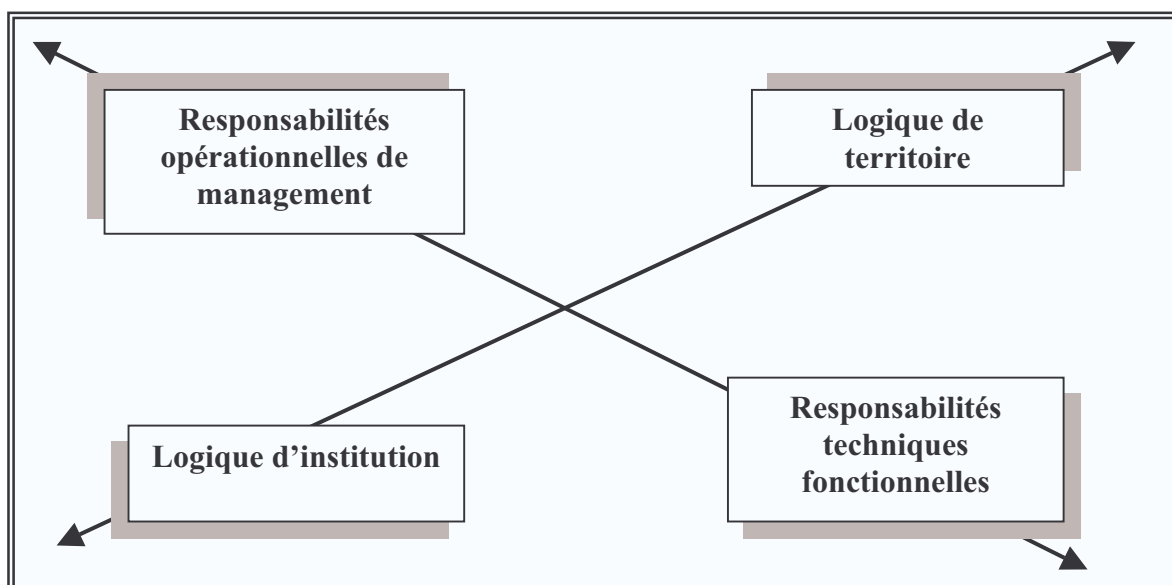 Responsabilités
opérationnelles de
management
Logique de
territoire
Logique d’institution
Responsabilités
techniques
fonctionnelles